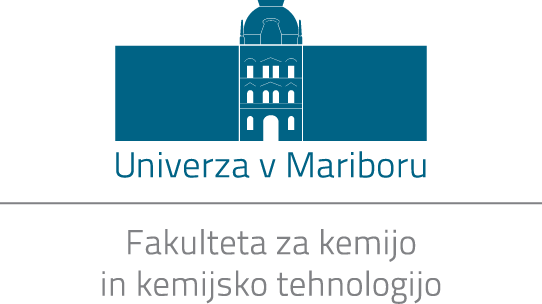 Univerza v Mariboru
Fakulteta za kemijo
in kemijsko tehnologijo